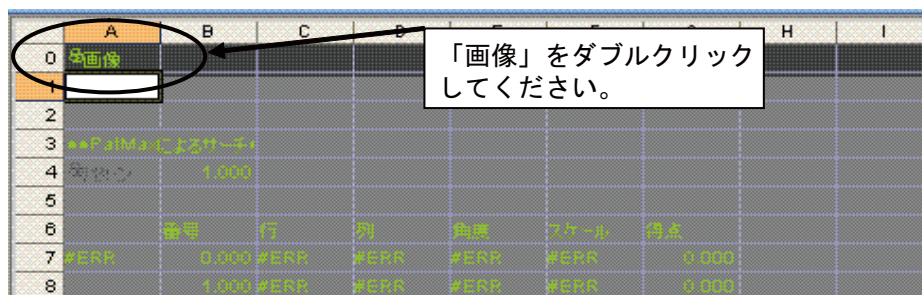 A B C D E F G H I
「画像」をダブルクリック
してください。
0 画像
1
2
3 **PatMaxによるサーチ*
4 1.000
5
6 番号 行 列 角度 スケール 得点
7 #ERR 0.000 #ERR #ERR #ERR #ERR 0.000
8 1.000 #ERR #ERR #ERR #ERR 0.000